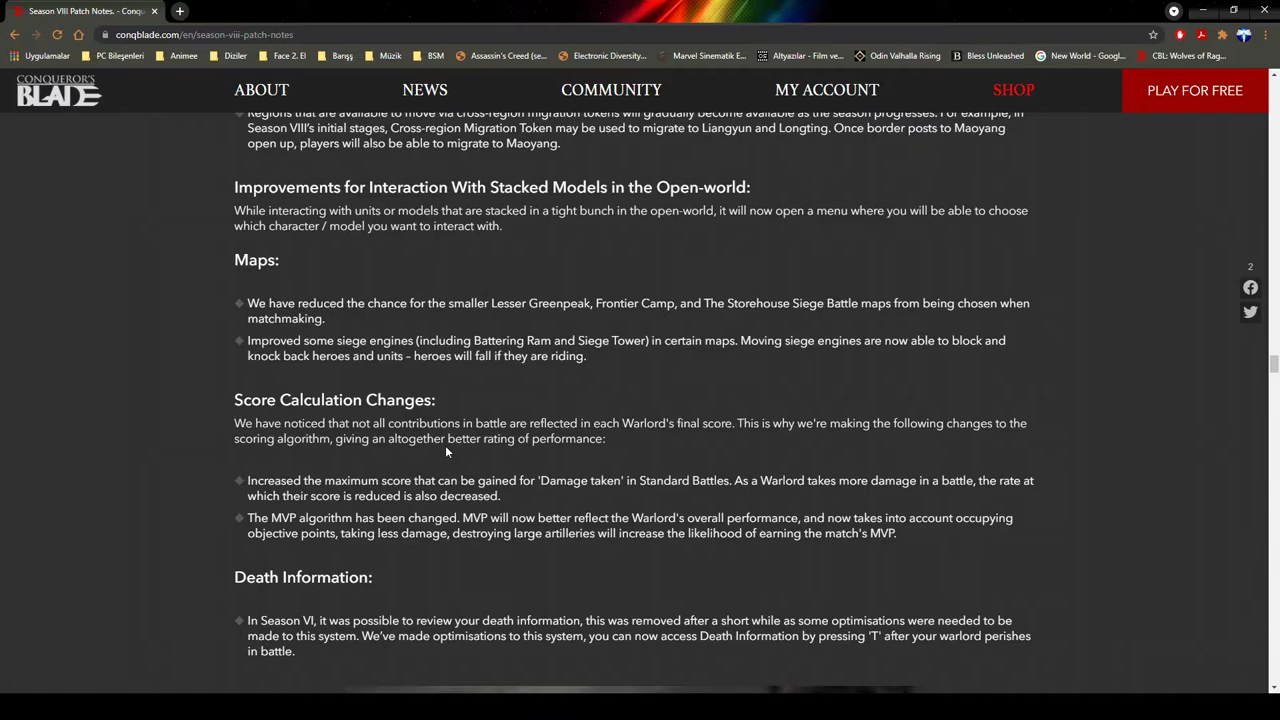 Season VIII Patch Notes. - Conqu
conqblade.com/en/season-viii-patch-notes
Uygulamalar PC Bileşenleri Animee Diziler Face 2. El Barışş Müzik BSM Assassin's Creed (se... Electronic Diversity... Marvel Sinematik E... Altyazılar - Film ve... Odin Valhalla Rising Bless Unleashed New World - Googl... CBL: Wolves of Rag...
CONQUEROR'S
BLADE
ABOUT NEWS COMMUNITY MY ACCOUNT SHOP PLAY FOR FREE
Regions that are available to move via cross-region migration tokens will gradually become available as the season progresses. For example, in
Season VIII's initial stages, Cross-region Migration Token may be used to migrate to Liangyun and Longting. Once border posts to Maoyang
open up, players will also be able to migrate to Maoyang.
Improvements for Interaction With Stacked Models in the Open-world:
While interacting with units or models that are stacked in a tight bunch in the open-world, it will now open a menu where you will be able to choose
which character / model you want to interact with.
Maps:
2
We have reduced the chance for the smaller Lesser Greenpeak, Frontier Camp, and The Storehouse Siege Battle maps from being chosen when
matchmaking.
Improved some siege engines (including Battering Ram and Siege Tower) in certain maps. Moving siege engines are now able to block and
knock back heroes and units – heroes will fall if they are riding.
Score Calculation Changes:
We have noticed that not all contributions in battle are reflected in each Warlord's final score. This is why we're making the following changes to the
scoring algorithm, giving an altogether better rating of performance:
Increased the maximum score that can be gained for 'Damage taken' in Standard Battles. As a Warlord takes more damage in a battle, the rate at
which their score is reduced is also decreased.
The MVP algorithm has been changed. MVP will now better reflect the Warlord's overall performance, and now takes into account occupying
objective points, taking less damage, destroying large artilleries will increase the likelihood of earning the match's MVP.
Death Information:
In Season VI, it was possible to review your death information, this was removed after a short while as some optimisations were needed to be
made to this system. We've made optimisations to this system, you can now access Death Information by pressing 'T' after your warlord perishes
in battle.